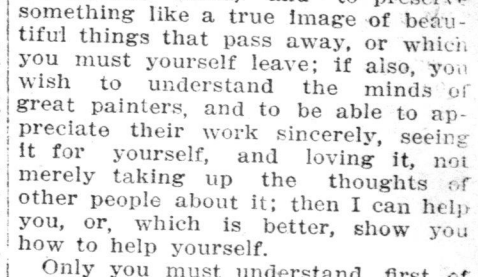 something like a true image of beau-
tiful things that pass away, or which
you must yourself leave; if also, you
wish to understand the minds of
great painters, and to be able to ap-
preciate their work sincerely, seeing
it for yourself, and loving it, not
merely taking up the thoughts of
other people about it; then I can help
you, or, which is better, show you
how to help yourself.
Only you must understand, first of